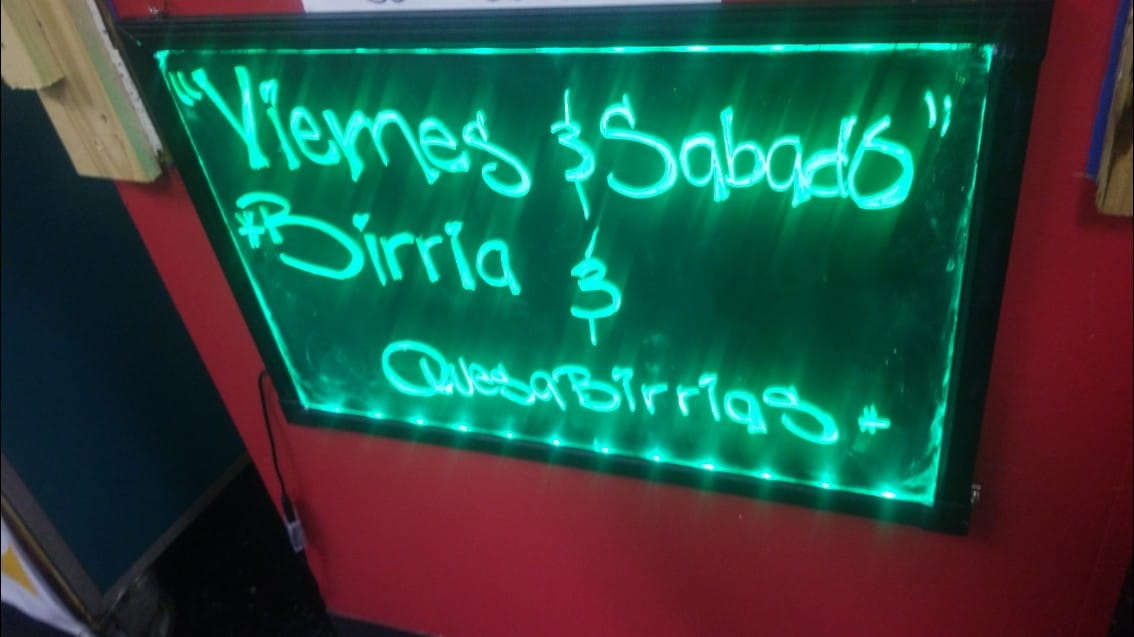 "Viernes & Sabado"
*Birria &
QuesaBirrias *